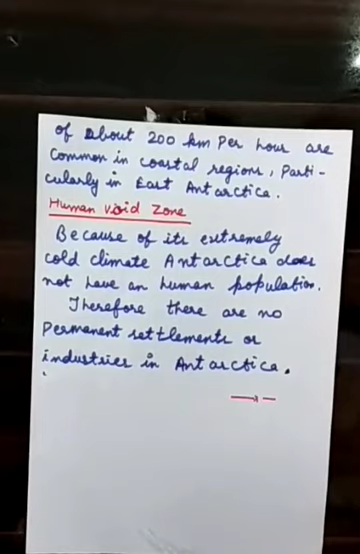 of about 200 km Per hour are
common in coastal regions, Parti-
cularly in East Antarctica.
Human void Zone
Because of its extremely
cold climate Antarctica does
not have an human population.
Therefore there are no
Permanent settlements or
industries in Antarctica.